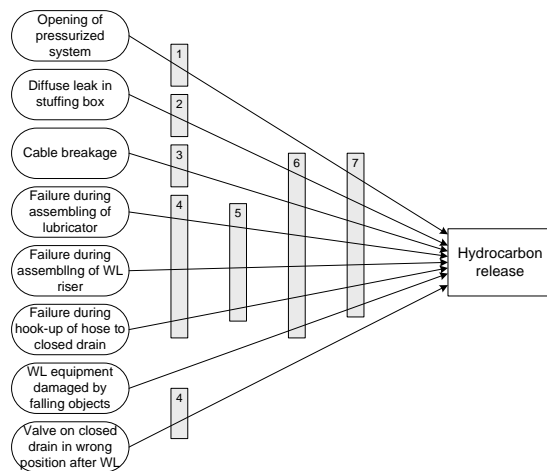 Opening of
pressurized
system
Diffuse leak in
stuffing box
Cable breakage
Failure during
assembling of
lubricator
Failure during
assembling of WL
riser
Failure during
hook-up of hose to
closed drain
WL equipment
damaged by
falling objects
Valve on closed
drain in wrong
position after WL
1
2
3
4
5
6
7
4
Hydrocarbon
release